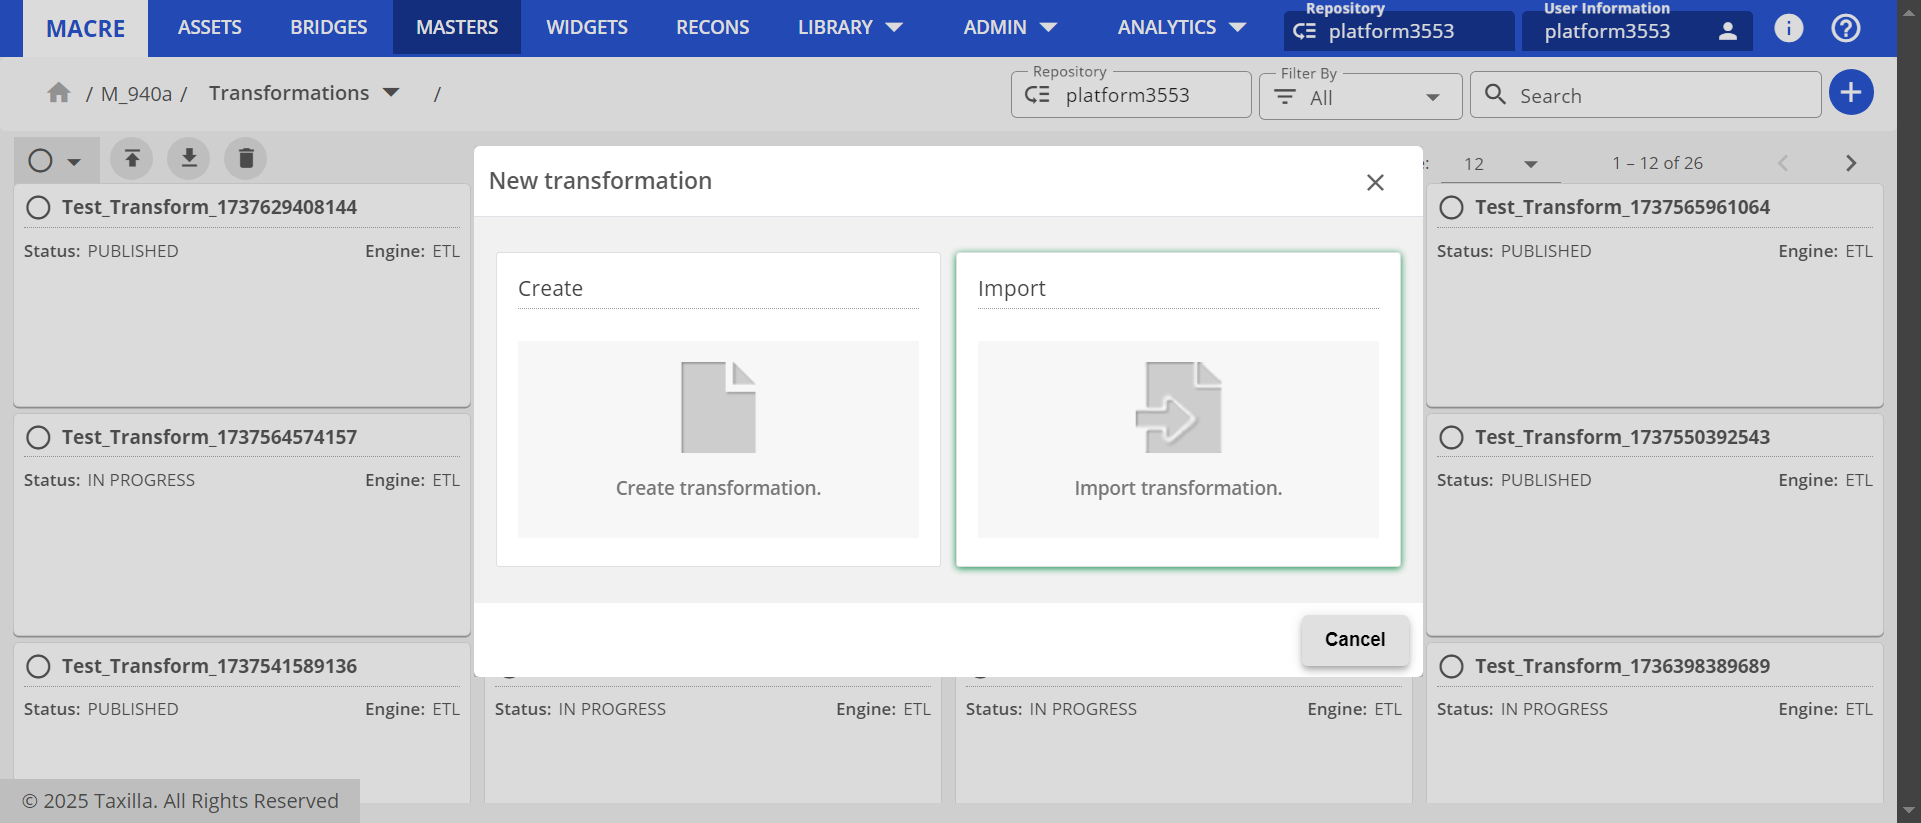 MACRE
ASSETS
BRIDGES
MASTERS
WIDGETS
RECONS
LIBRARY
ADMIN
ANALYTICS
Repository
platform3553
User Information
platform3553
/ M_940a / Transformations /
Repository
platform3553
Filter By
All
Search
12
1 – 12 of 26
New transformation
Create
Create transformation.
Import
Import transformation.
Cancel
Test_Transform_1737629408144
Status: PUBLISHED Engine: ETL
Test_Transform_1737565961064
Status: PUBLISHED Engine: ETL
Test_Transform_1737564574157
Status: IN PROGRESS Engine: ETL
Test_Transform_1737550392543
Status: PUBLISHED Engine: ETL
Test_Transform_1737541589136
Status: PUBLISHED Engine: ETL
Status: IN PROGRESS Engine: ETL
Status: IN PROGRESS Engine: ETL
Test_Transform_1736398389689
Status: IN PROGRESS Engine: ETL
© 2025 Taxilla. All Rights Reserved